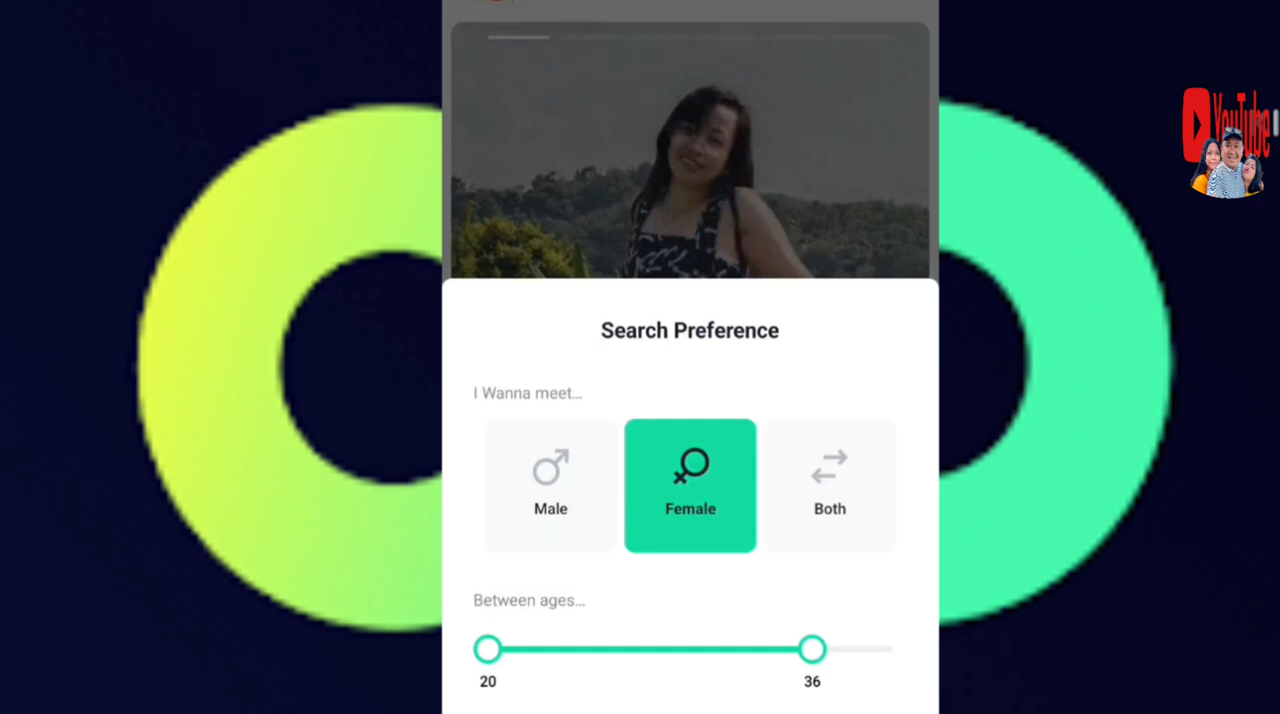 YouTube
Search Preference
I Wanna meet...
Male
Female
Both
Between ages...
20
36